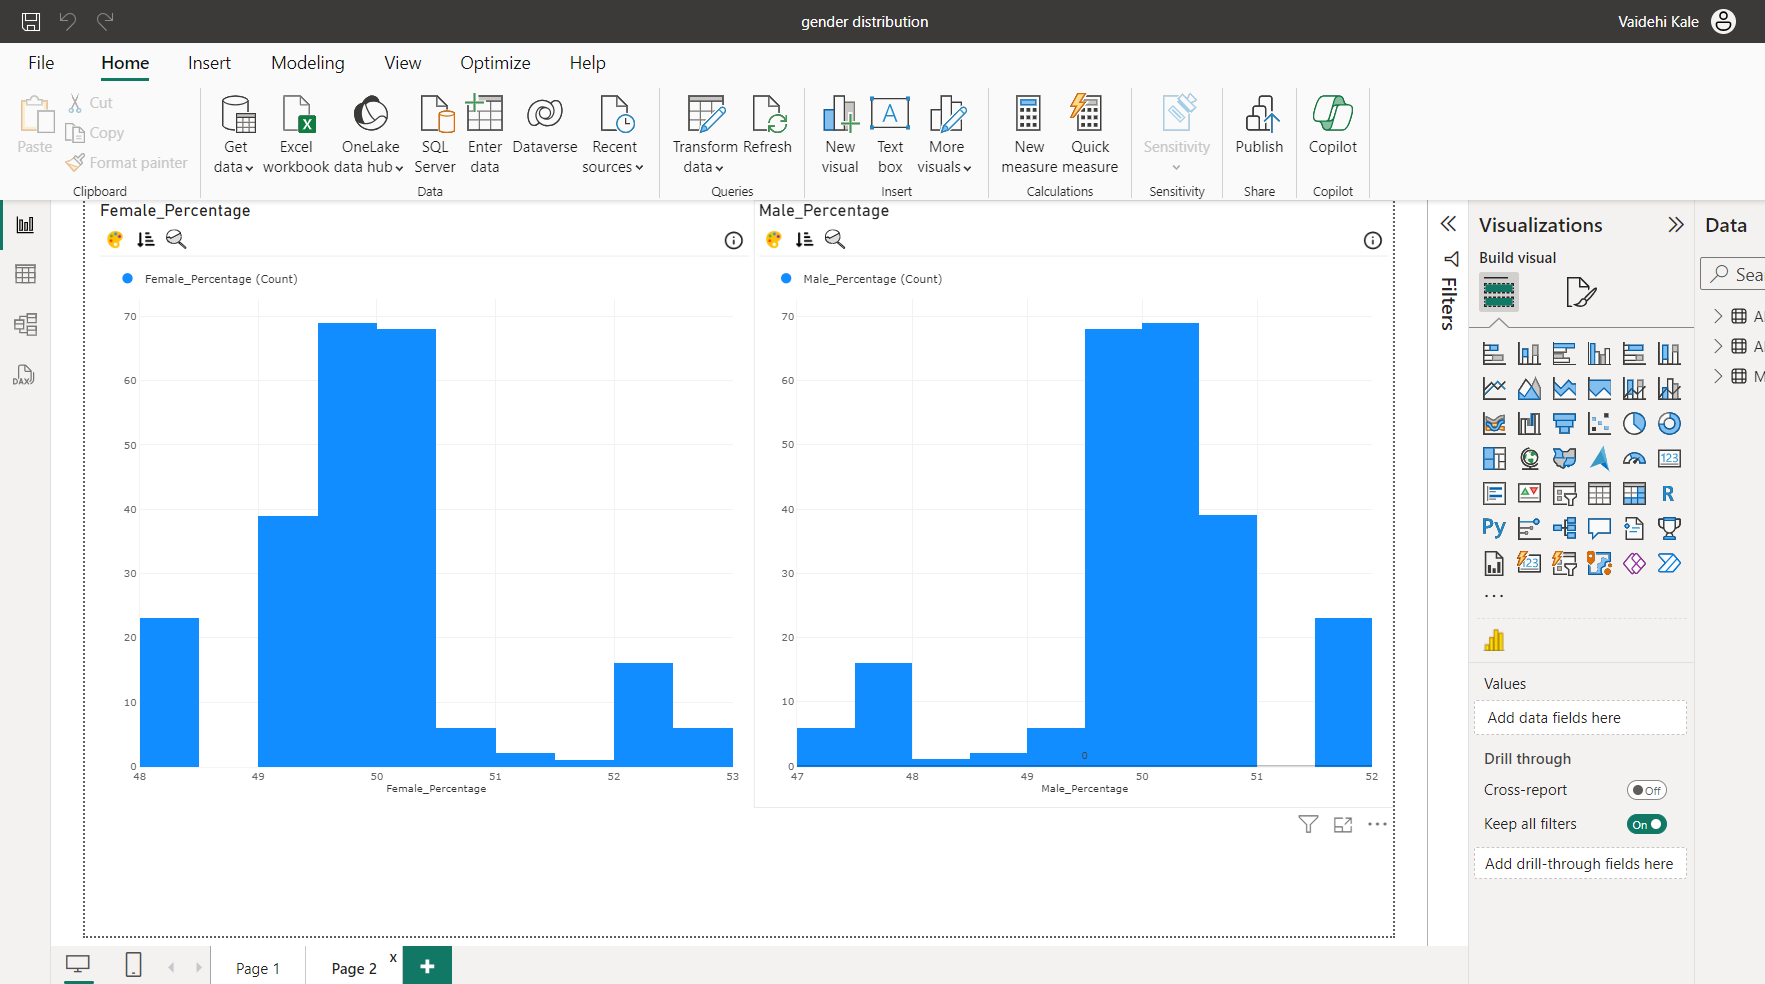 gender distribution
Vaidehi Kale
File Home Insert Modeling View Optimize Help
Paste
Cut
Copy
Format painter
Clipboard
Get data
Excel workbook
OneLake data hub
SQL Server
Enter data
Dataverse
Recent sources
Data
Transform data
Refresh
Queries
New visual
Text box
More visuals
Insert
New measure
Quick measure
Calculations
Sensitivity
Sensitivity
Publish
Share
Copilot
Copilot
DAX
Female_Percentage
Female_Percentage (Count)
70
60
50
40
30
20
10
0
48 49 50 51 52 53
Female_Percentage
Male_Percentage
Male_Percentage (Count)
70
60
50
40
30
20
10
0
0
47 48 49 50 51 52
Male_Percentage
Filters
Visualizations
Build visual
123
R
Py
123
Values
Add data fields here
Drill through
Cross-report
Off
Keep all filters
On
Add drill-through fields here
Data
Page 1
Page 2
x